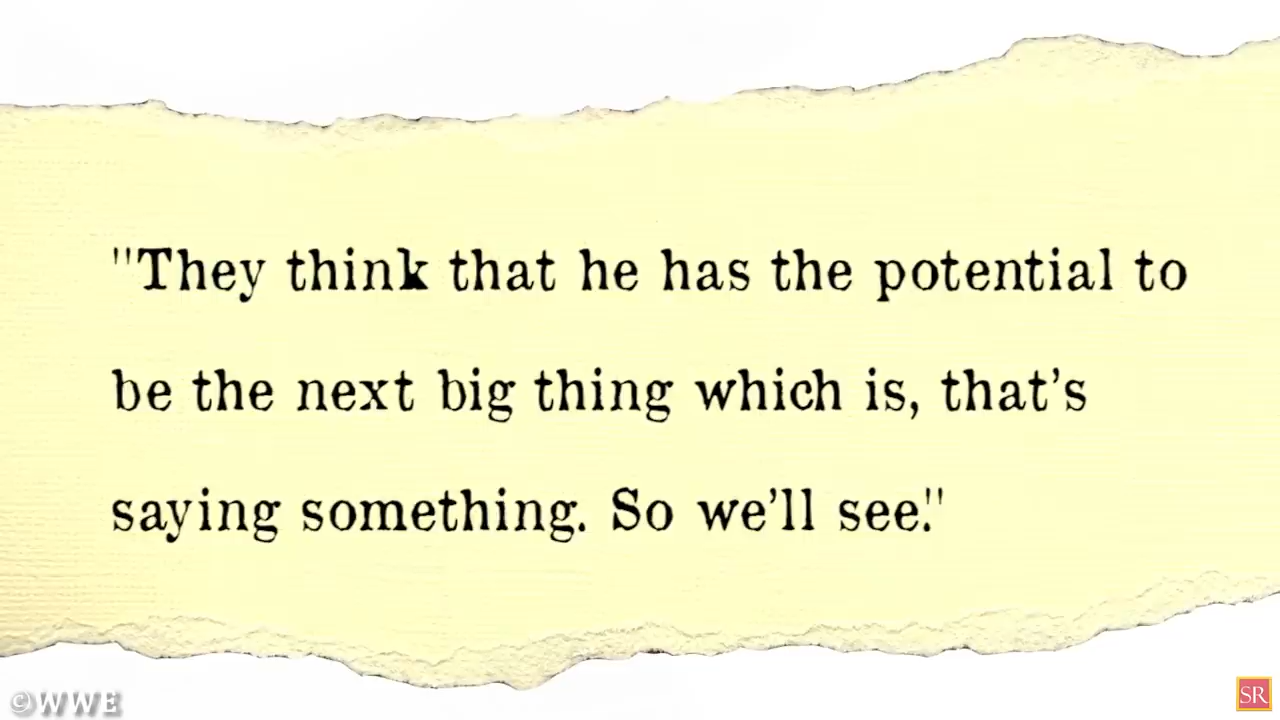 "They think that he has the potential to
be the next big thing which is, that's
saying something. So we'll see."
©WWE
SR